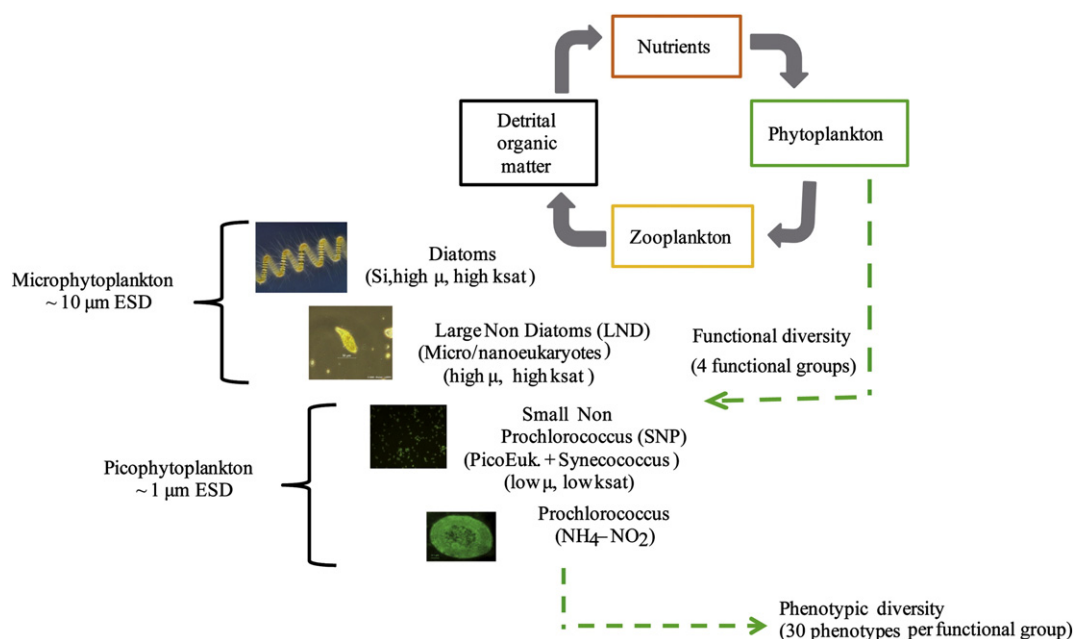 Nutrients
Detrital
organic
matter
Phytoplankton
Zooplankton
Microphytoplankton
~ 10 μm ESD
Diatoms
(Si,high μ, high ksat)
Large Non Diatoms (LND)
(Micro/nanoeukaryotes)
(high μ, high ksat)
Functional diversity
(4 functional groups)
Picophytoplankton
~ 1 μm ESD
Small Non
Prochlorococcus (SNP)
(PicoEuk. + Synecococcus)
(low μ, low ksat)
Prochlorococcus
(NH4–NO2)
Phenotypic diversity
(30 phenotypes per functional group)